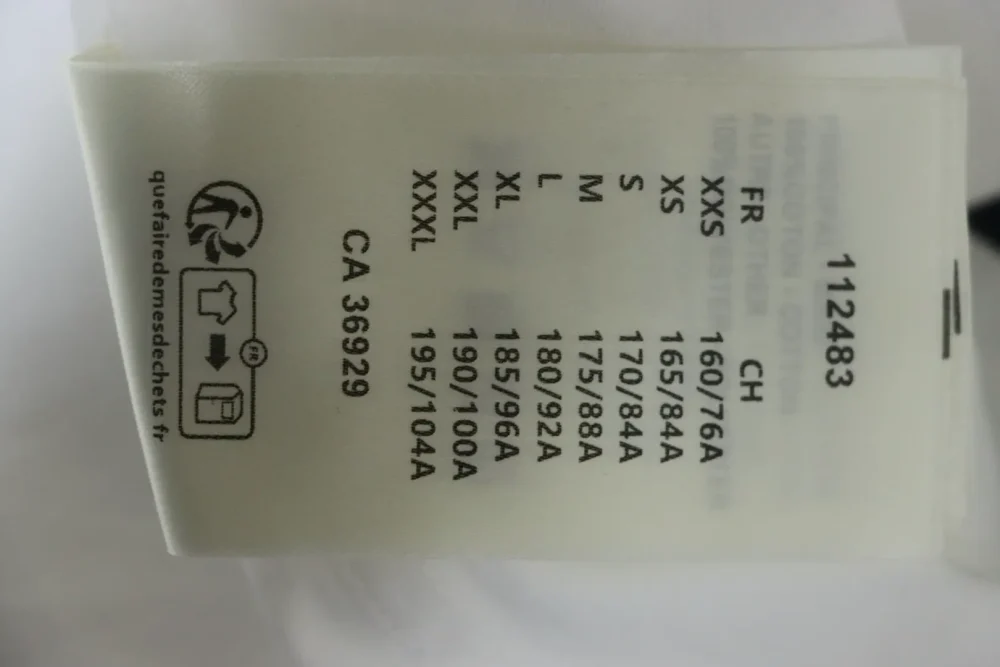 112483
FR CH
XXS 160/76A
XS 165/84A
S 170/84A
M 175/88A
L 180/92A
XL 185/96A
XXL 190/100A
XXXL 195/104A
CA 36929
FR
quefairedemesdechets fr